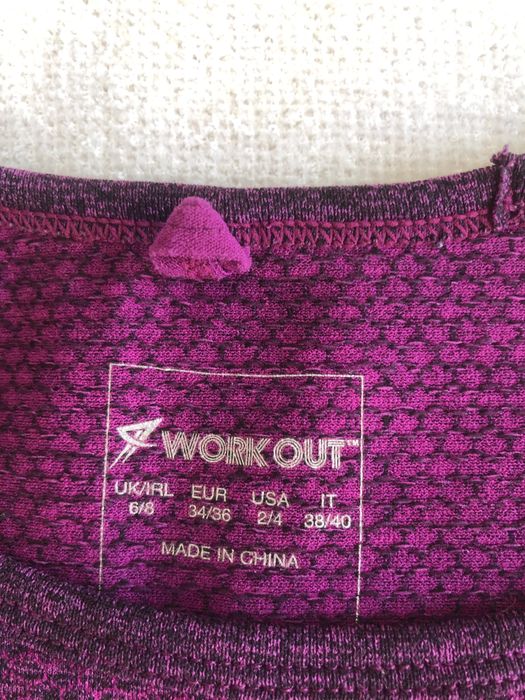 WORK OUT™
UK/IRL EUR USA IT
6/8 34/36 2/4 38/40
MADE IN CHINA